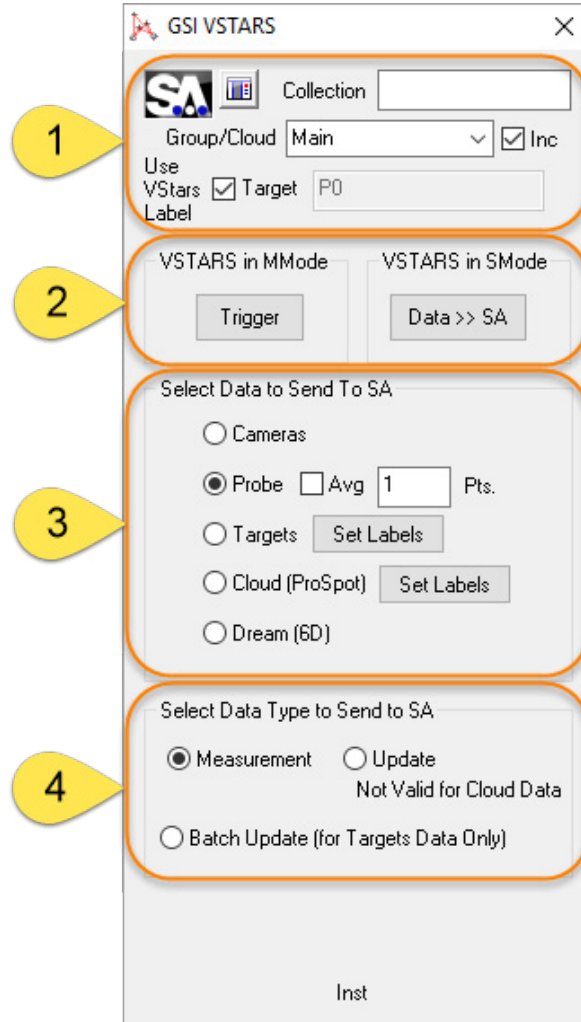 GSI VSTARS
SA
Collection
1
Group/Cloud Main Inc
Use
VStars
Label
Target P0
VSTARS in MMode VSTARS in SMode
2
Trigger Data >> SA
Select Data to Send To SA
Cameras
Probe Avg 1 Pts.
3
Targets Set Labels
Cloud (ProSpot) Set Labels
Dream (6D)
Select Data Type to Send to SA
Measurement Update
4
Not Valid for Cloud Data
Batch Update (for Targets Data Only)
Inst